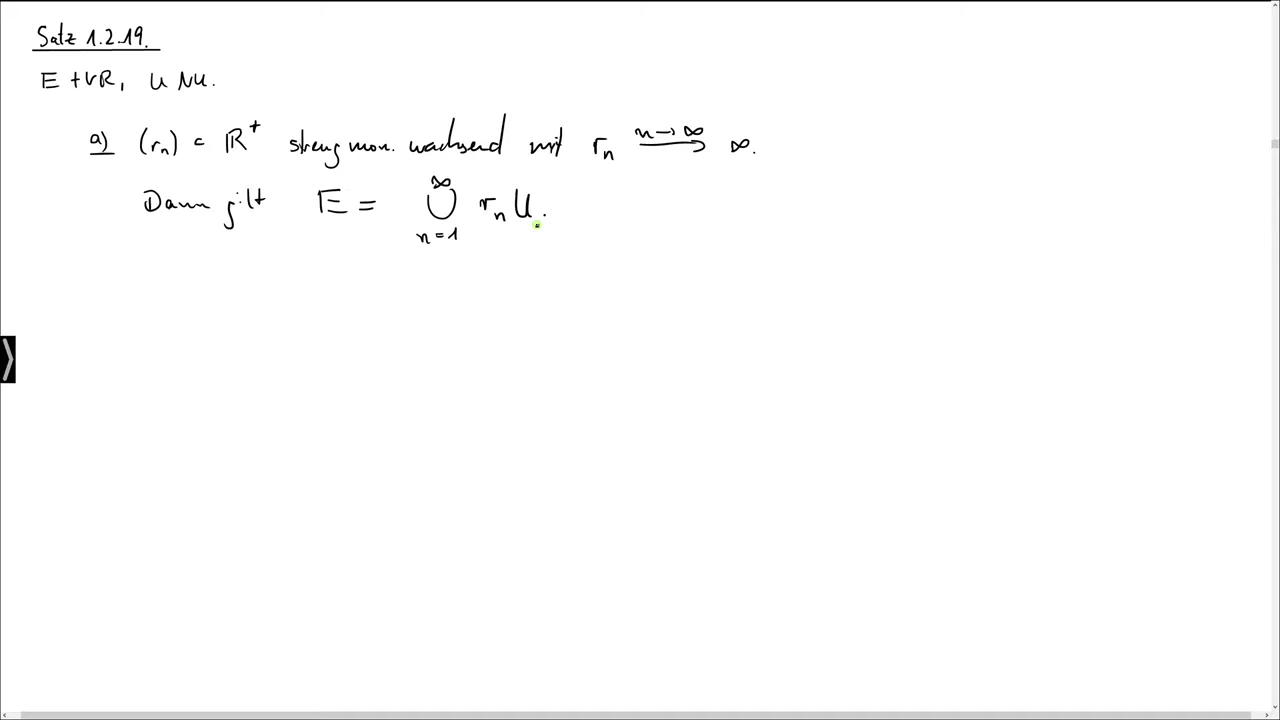 Satz 1.2.19.
E tVR, U NU.
a) (rₙ) ⊂ ℝ⁺ streng mon. wachsend mit rₙ —n→∞→ ∞.
Dann gilt E = ⋃_{n=1}^{∞} rₙ U.